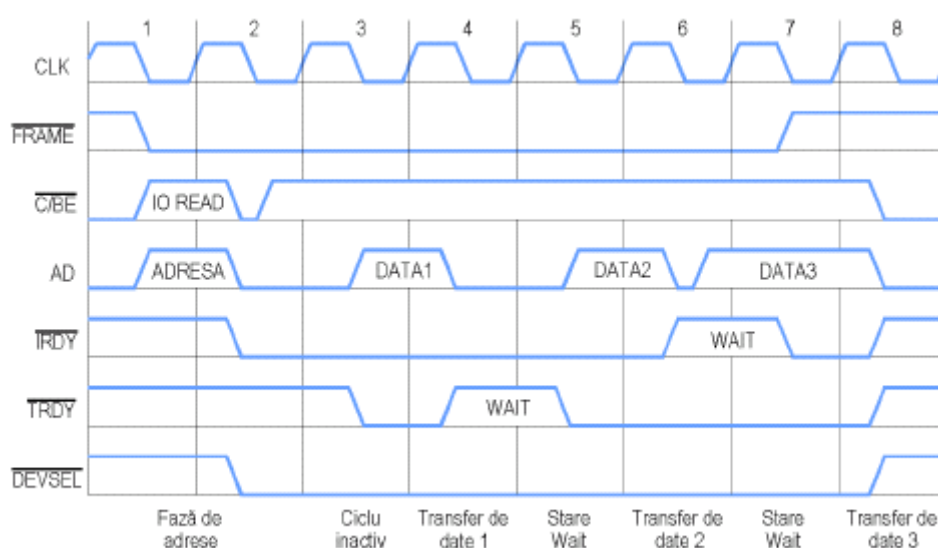 1 2 3 4 5 6 7 8
CLK
FRAME
C/BE IO READ
AD ADRESA DATA1 DATA2 DATA3
IRDY WAIT
TRDY WAIT
DEVSEL
Fază de Ciclu Transfer de Stare Transfer de Stare Transfer de
adrese inactiv date 1 Wait date 2 Wait date 3